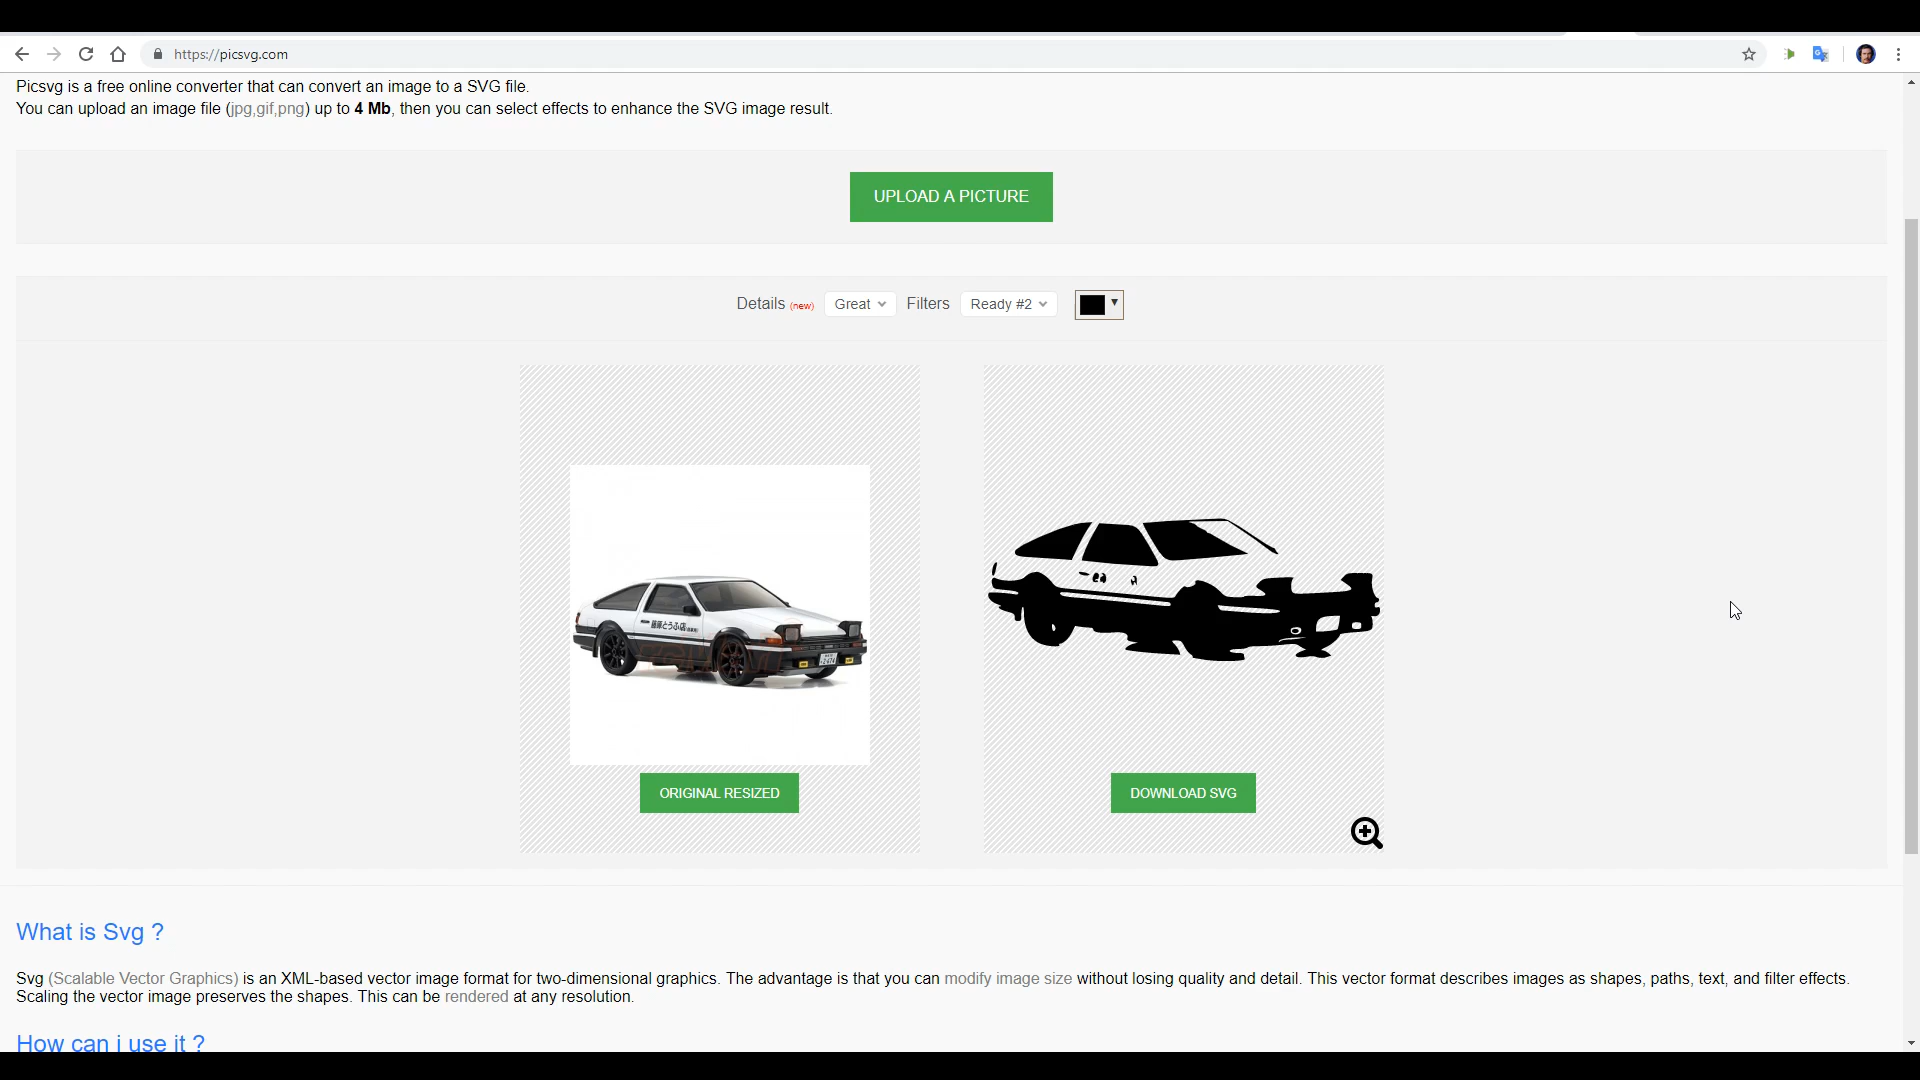 https://picsvg.com
Picsvg is a free online converter that can convert an image to a SVG file.
You can upload an image file (jpg,gif,png) up to 4 Mb, then you can select effects to enhance the SVG image result.
UPLOAD A PICTURE
Details (new) Great Filters Ready #2
藤原とうふ店
ORIGINAL RESIZED
DOWNLOAD SVG
What is Svg ?
Svg (Scalable Vector Graphics) is an XML-based vector image format for two-dimensional graphics. The advantage is that you can modify image size without losing quality and detail. This vector format describes images as shapes, paths, text, and filter effects.
Scaling the vector image preserves the shapes. This can be rendered at any resolution.
How can i use it ?